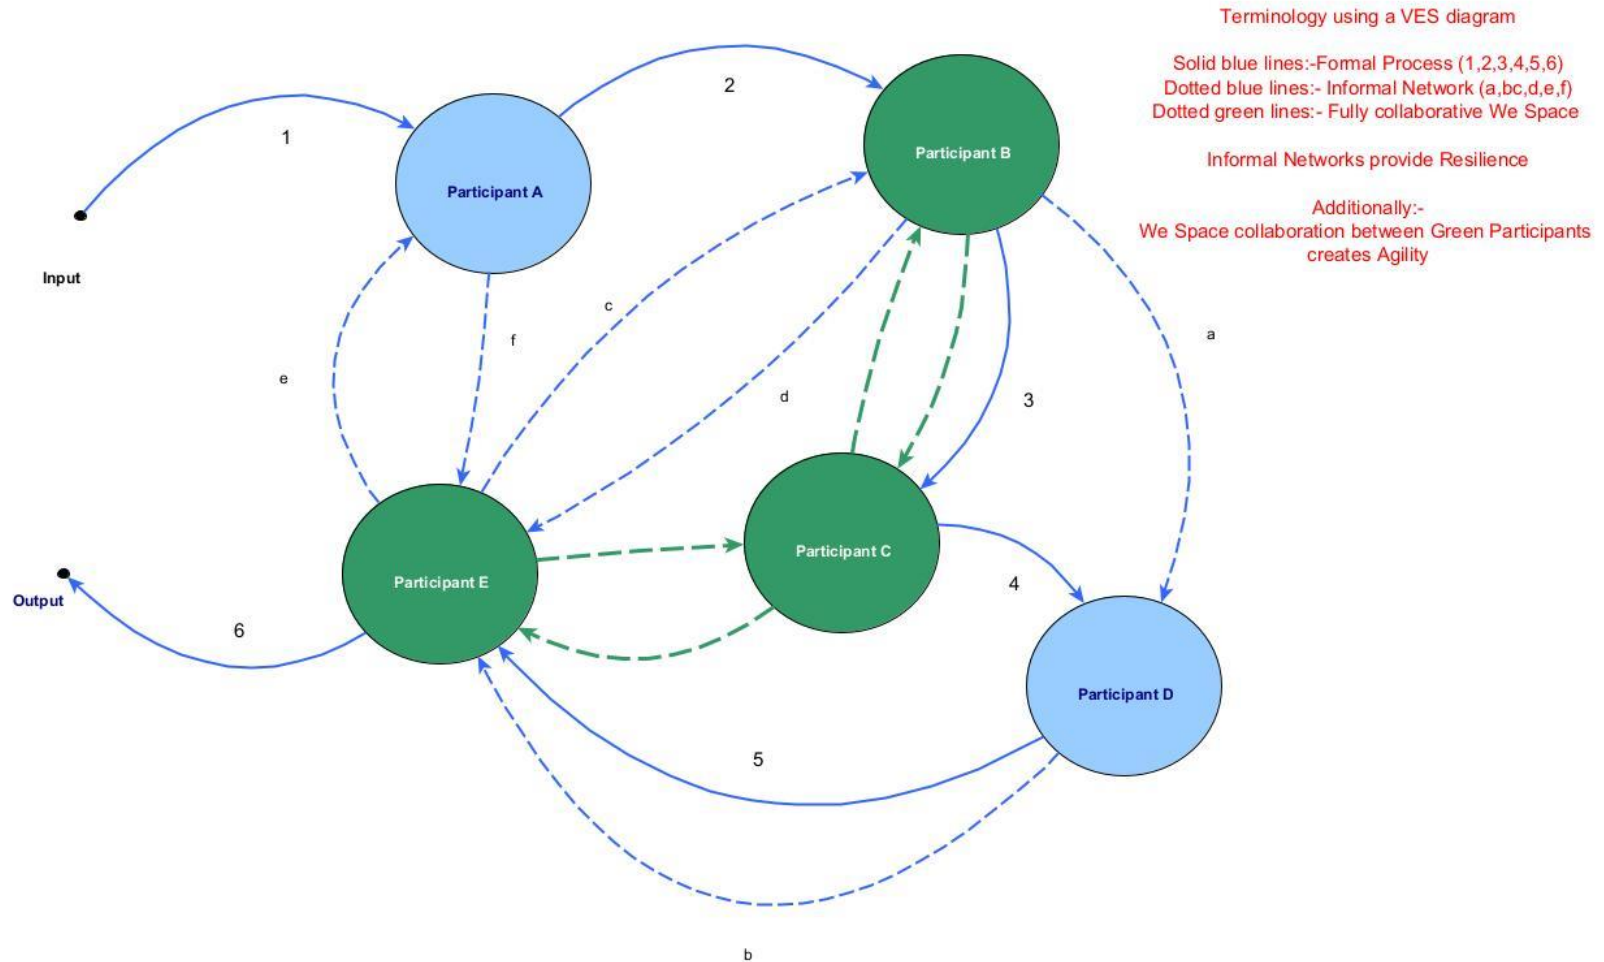 Terminology using a VES diagram
Solid blue lines:-Formal Process (1,2,3,4,5,6)
Dotted blue lines:- Informal Network (a,bc,d,e,f)
Dotted green lines:- Fully collaborative We Space
Informal Networks provide Resilience
Additionally:-
We Space collaboration between Green Participants
creates Agility
1
2
Participant A
Participant B
Input
e
f
c
d
3
a
Participant E
Participant C
Output
6
4
Participant D
5
b